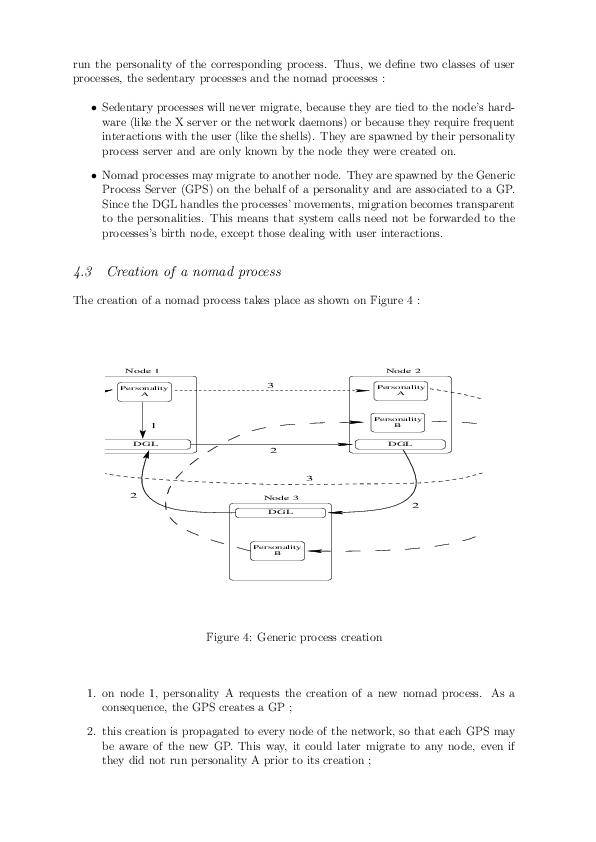 run the personality of the corresponding process. Thus, we define two classes of user
processes, the sedentary processes and the nomad processes :
• Sedentary processes will never migrate, because they are tied to the node's hard-
ware (like the X server or the network daemons) or because they require frequent
interactions with the user (like the shells). They are spawned by their personality
process server and are only known by the node they were created on.
• Nomad processes may migrate to another node. They are spawned by the Generic
Process Server (GPS) on the behalf of a personality and are associated to a GP.
Since the DGL handles the processes' movements, migration becomes transparent
to the personalities. This means that system calls need not be forwarded to the
processes's birth node, except those dealing with user interactions.
4.3 Creation of a nomad process
The creation of a nomad process takes place as shown on Figure 4 :
Node 1
Node 2
Personality
A
3
Personality
A
Personality
B
1
DGL
2
DGL
3
2
2
Node 3
DGL
Personality
B
Figure 4: Generic process creation
1. on node 1, personality A requests the creation of a new nomad process. As a
consequence, the GPS creates a GP ;
2. this creation is propagated to every node of the network, so that each GPS may
be aware of the new GP. This way, it could later migrate to any node, even if
they did not run personality A prior to its creation ;